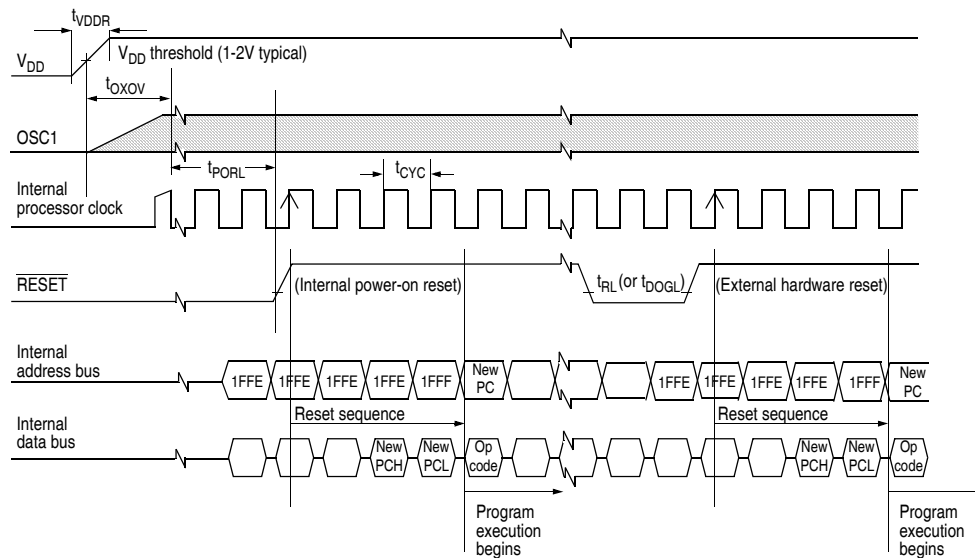 tVDDR
VDD
VDD threshold (1-2V typical)
tOXOV
OSC1
tPORL
tCYC
Internal
processor clock
RESET
(Internal power-on reset)
tRL (or tDOGL)
(External hardware reset)
Internal
address bus
1FFE 1FFE 1FFE 1FFE 1FFF New PC 1FFE 1FFE 1FFE 1FFE 1FFF New PC
Reset sequence
Reset sequence
Internal
data bus
New PCH New PCL Op code New PCH New PCL Op code
Program
execution
begins
Program
execution
begins